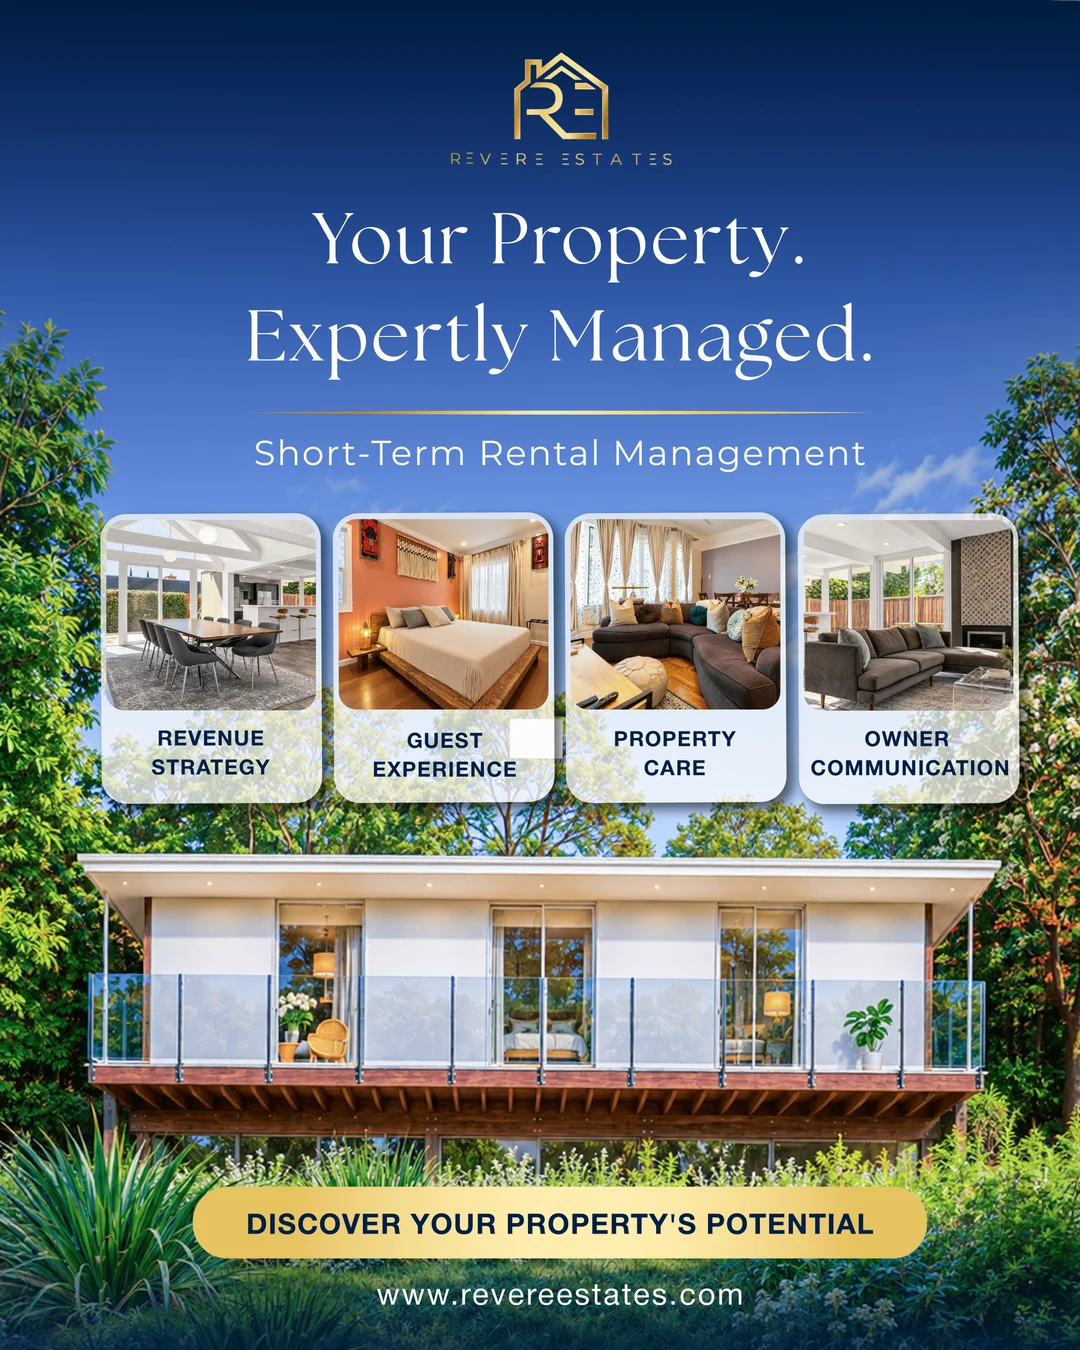 RE
REVERE ESTATES
Your Property.
Expertly Managed.
Short-Term Rental Management
REVENUE
STRATEGY
GUEST
EXPERIENCE
PROPERTY
CARE
OWNER
COMMUNICATION
DISCOVER YOUR PROPERTY'S POTENTIAL
www.revereestates.com